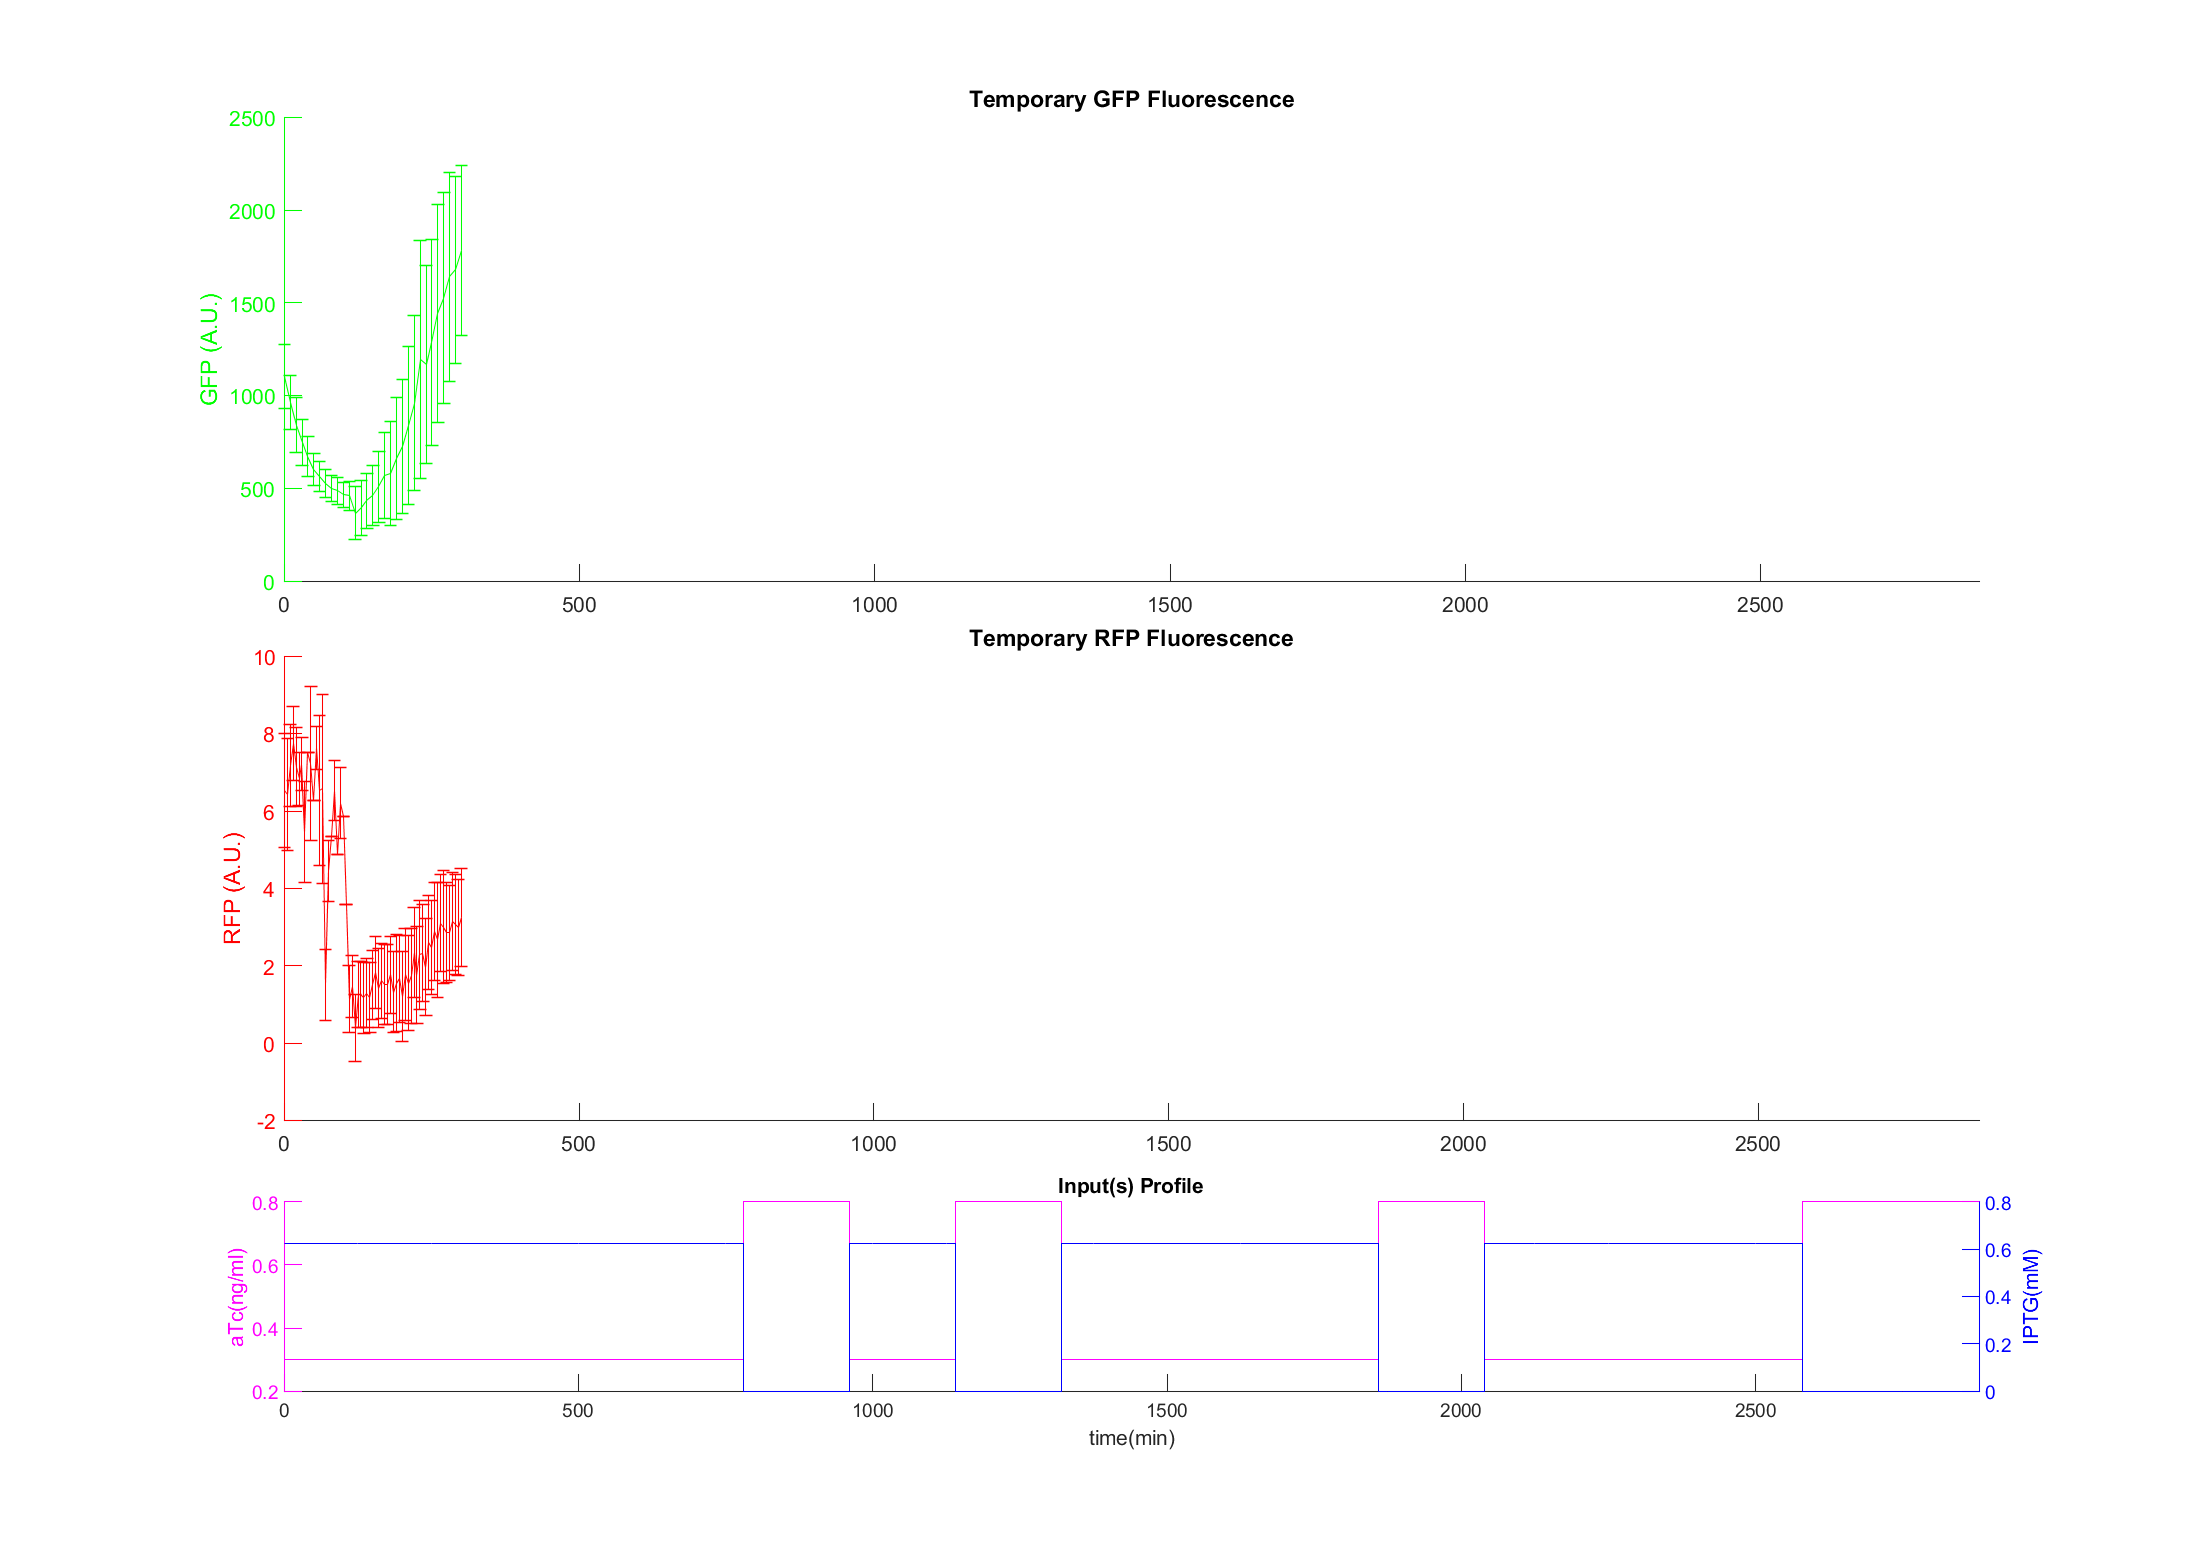 Temporary GFP Fluorescence
2500
2000
1500
1000
500
0
GFP (A.U.)
0 500 1000 1500 2000 2500
Temporary RFP Fluorescence
10
8
6
4
2
0
-2
RFP (A.U.)
0 500 1000 1500 2000 2500
Input(s) Profile
0.8
0.6
0.4
0.2
aTc(ng/ml)
0.8
0.6
0.4
0.2
0
IPTG(mM)
0 500 1000 1500 2000 2500
time(min)